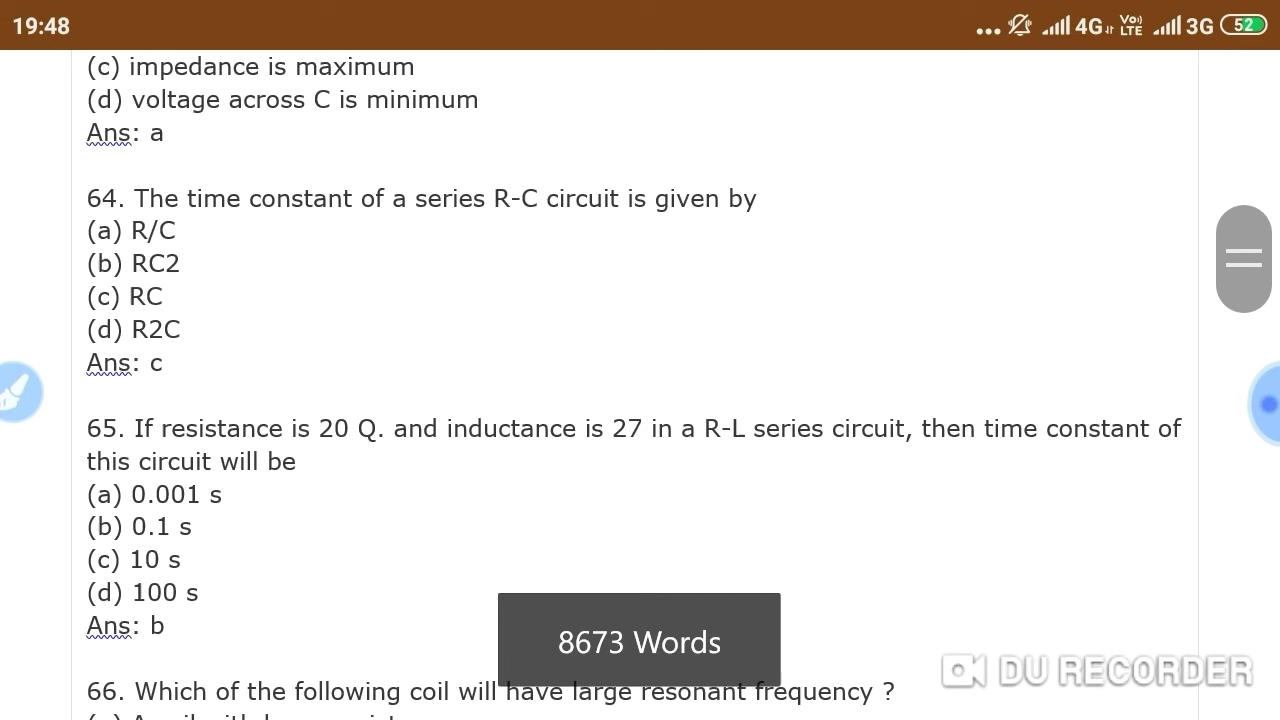 19:48
... 4G Vo)) LTE 3G 52
(c) impedance is maximum
(d) voltage across C is minimum
Ans: a
64. The time constant of a series R-C circuit is given by
(a) R/C
(b) RC2
(c) RC
(d) R2C
Ans: c
65. If resistance is 20 Q. and inductance is 27 in a R-L series circuit, then time constant of
this circuit will be
(a) 0.001 s
(b) 0.1 s
(c) 10 s
(d) 100 s
Ans: b
8673 Words
DU RECORDER
66. Which of the following coil will have large resonant frequency ?